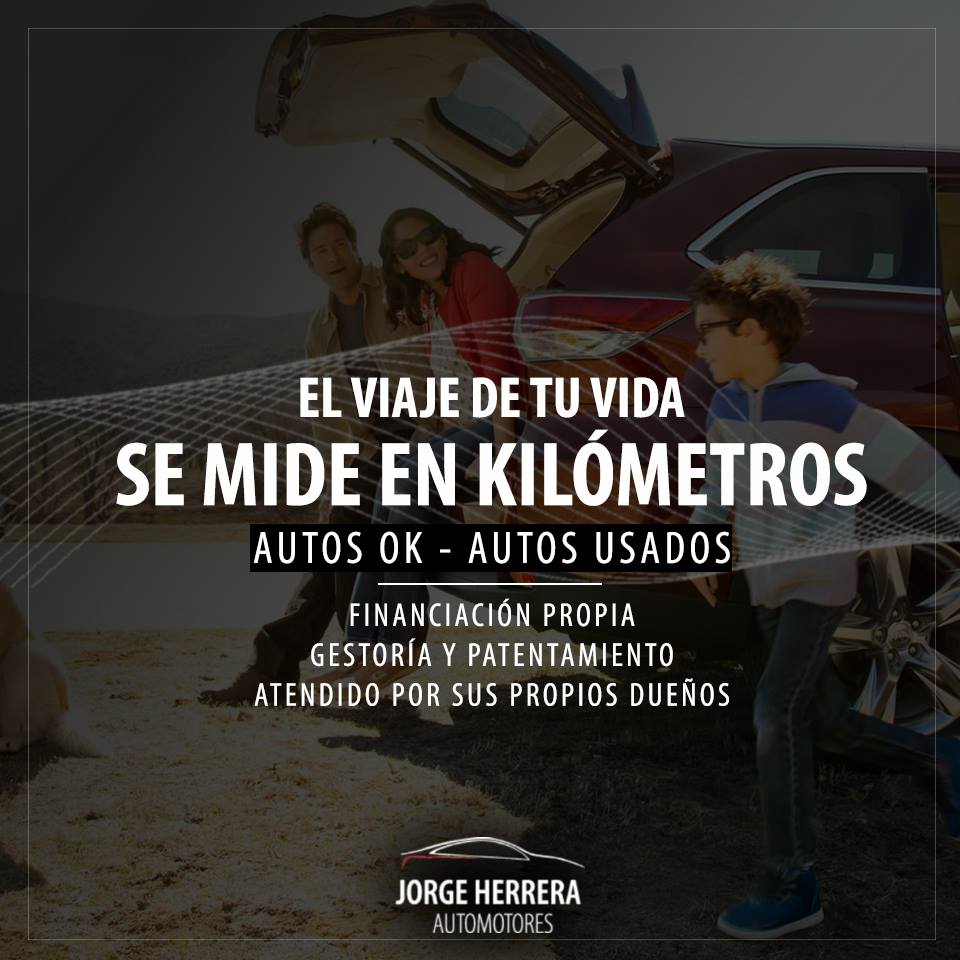 EL VIAJE DE TU VIDA
SE MIDE EN KILÓMETROS
AUTOS OK - AUTOS USADOS
FINANCIACIÓN PROPIA
GESTORÍA Y PATENTAMIENTO
ATENDIDO POR SUS PROPIOS DUEÑOS
JORGE HERRERA
AUTOMOTORES